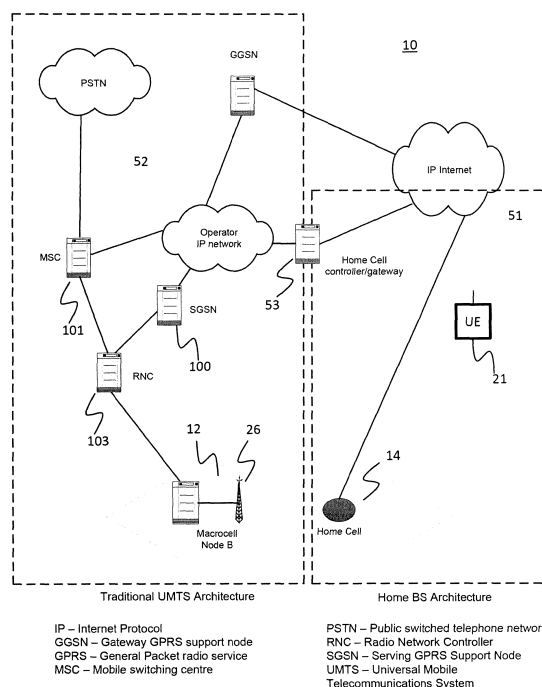 GGSN
10
PSTN
52
IP Internet
51
Operator
IP network
MSC
Home Cell
controller/gateway
53
SGSN
101
100
UE
RNC
21
103
12
26
14
Macrocell
Node B
Home Cell
Traditional UMTS Architecture
Home BS Architecture
IP – Internet Protocol
GGSN – Gateway GPRS support node
GPRS – General Packet radio service
MSC – Mobile switching centre
PSTN – Public switched telephone networ
RNC – Radio Network Controller
SGSN – Serving GPRS Support Node
UMTS – Universal Mobile
Telecommunications System